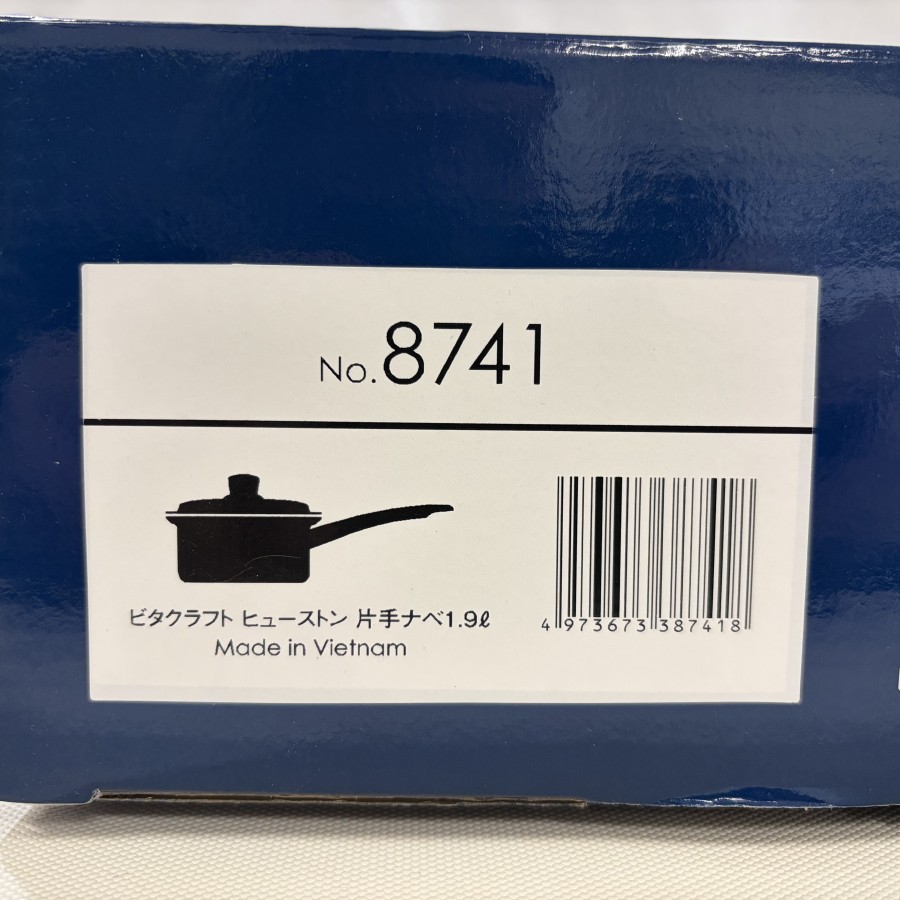 No.8741
ビタクラフト ヒューストン 片手ナベ1.9ℓ
Made in Vietnam
4 973673 387418